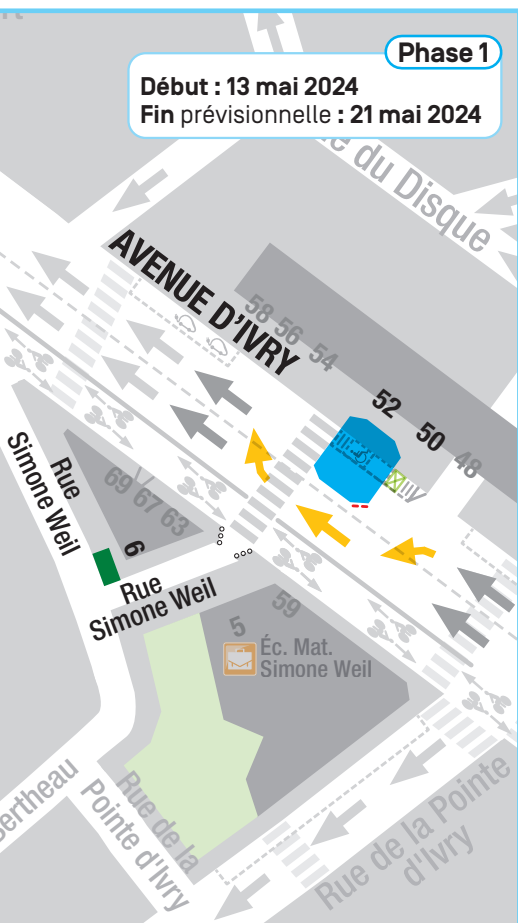 Phase 1
Début : 13 mai 2024
Fin prévisionnelle : 21 mai 2024
du Disque
AVENUE D'IVRY
58 56 54
52
50
48
Rue
Simone Weil
69 67 63
6
Rue
Simone Weil
59
5
Éc. Mat.
Simone Weil
Bertheau
Rue de la
Pointe d'Ivry
Rue de la Pointe
d'Ivry